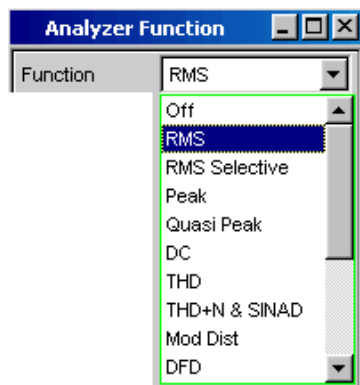 Analyzer Function
Function RMS
Off
RMS
RMS Selective
Peak
Quasi Peak
DC
THD
THD+N & SINAD
Mod Dist
DFD